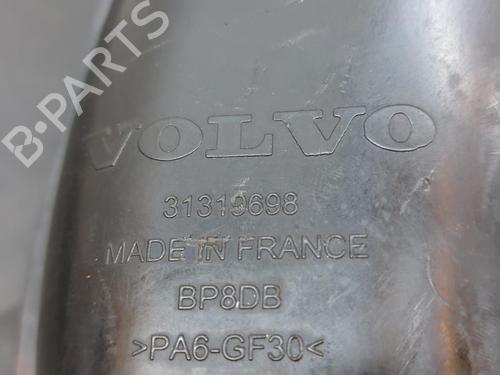 B-PARTS
VOLVO
31319698
MADE IN FRANCE
BP8DB
>PA6-GF30<